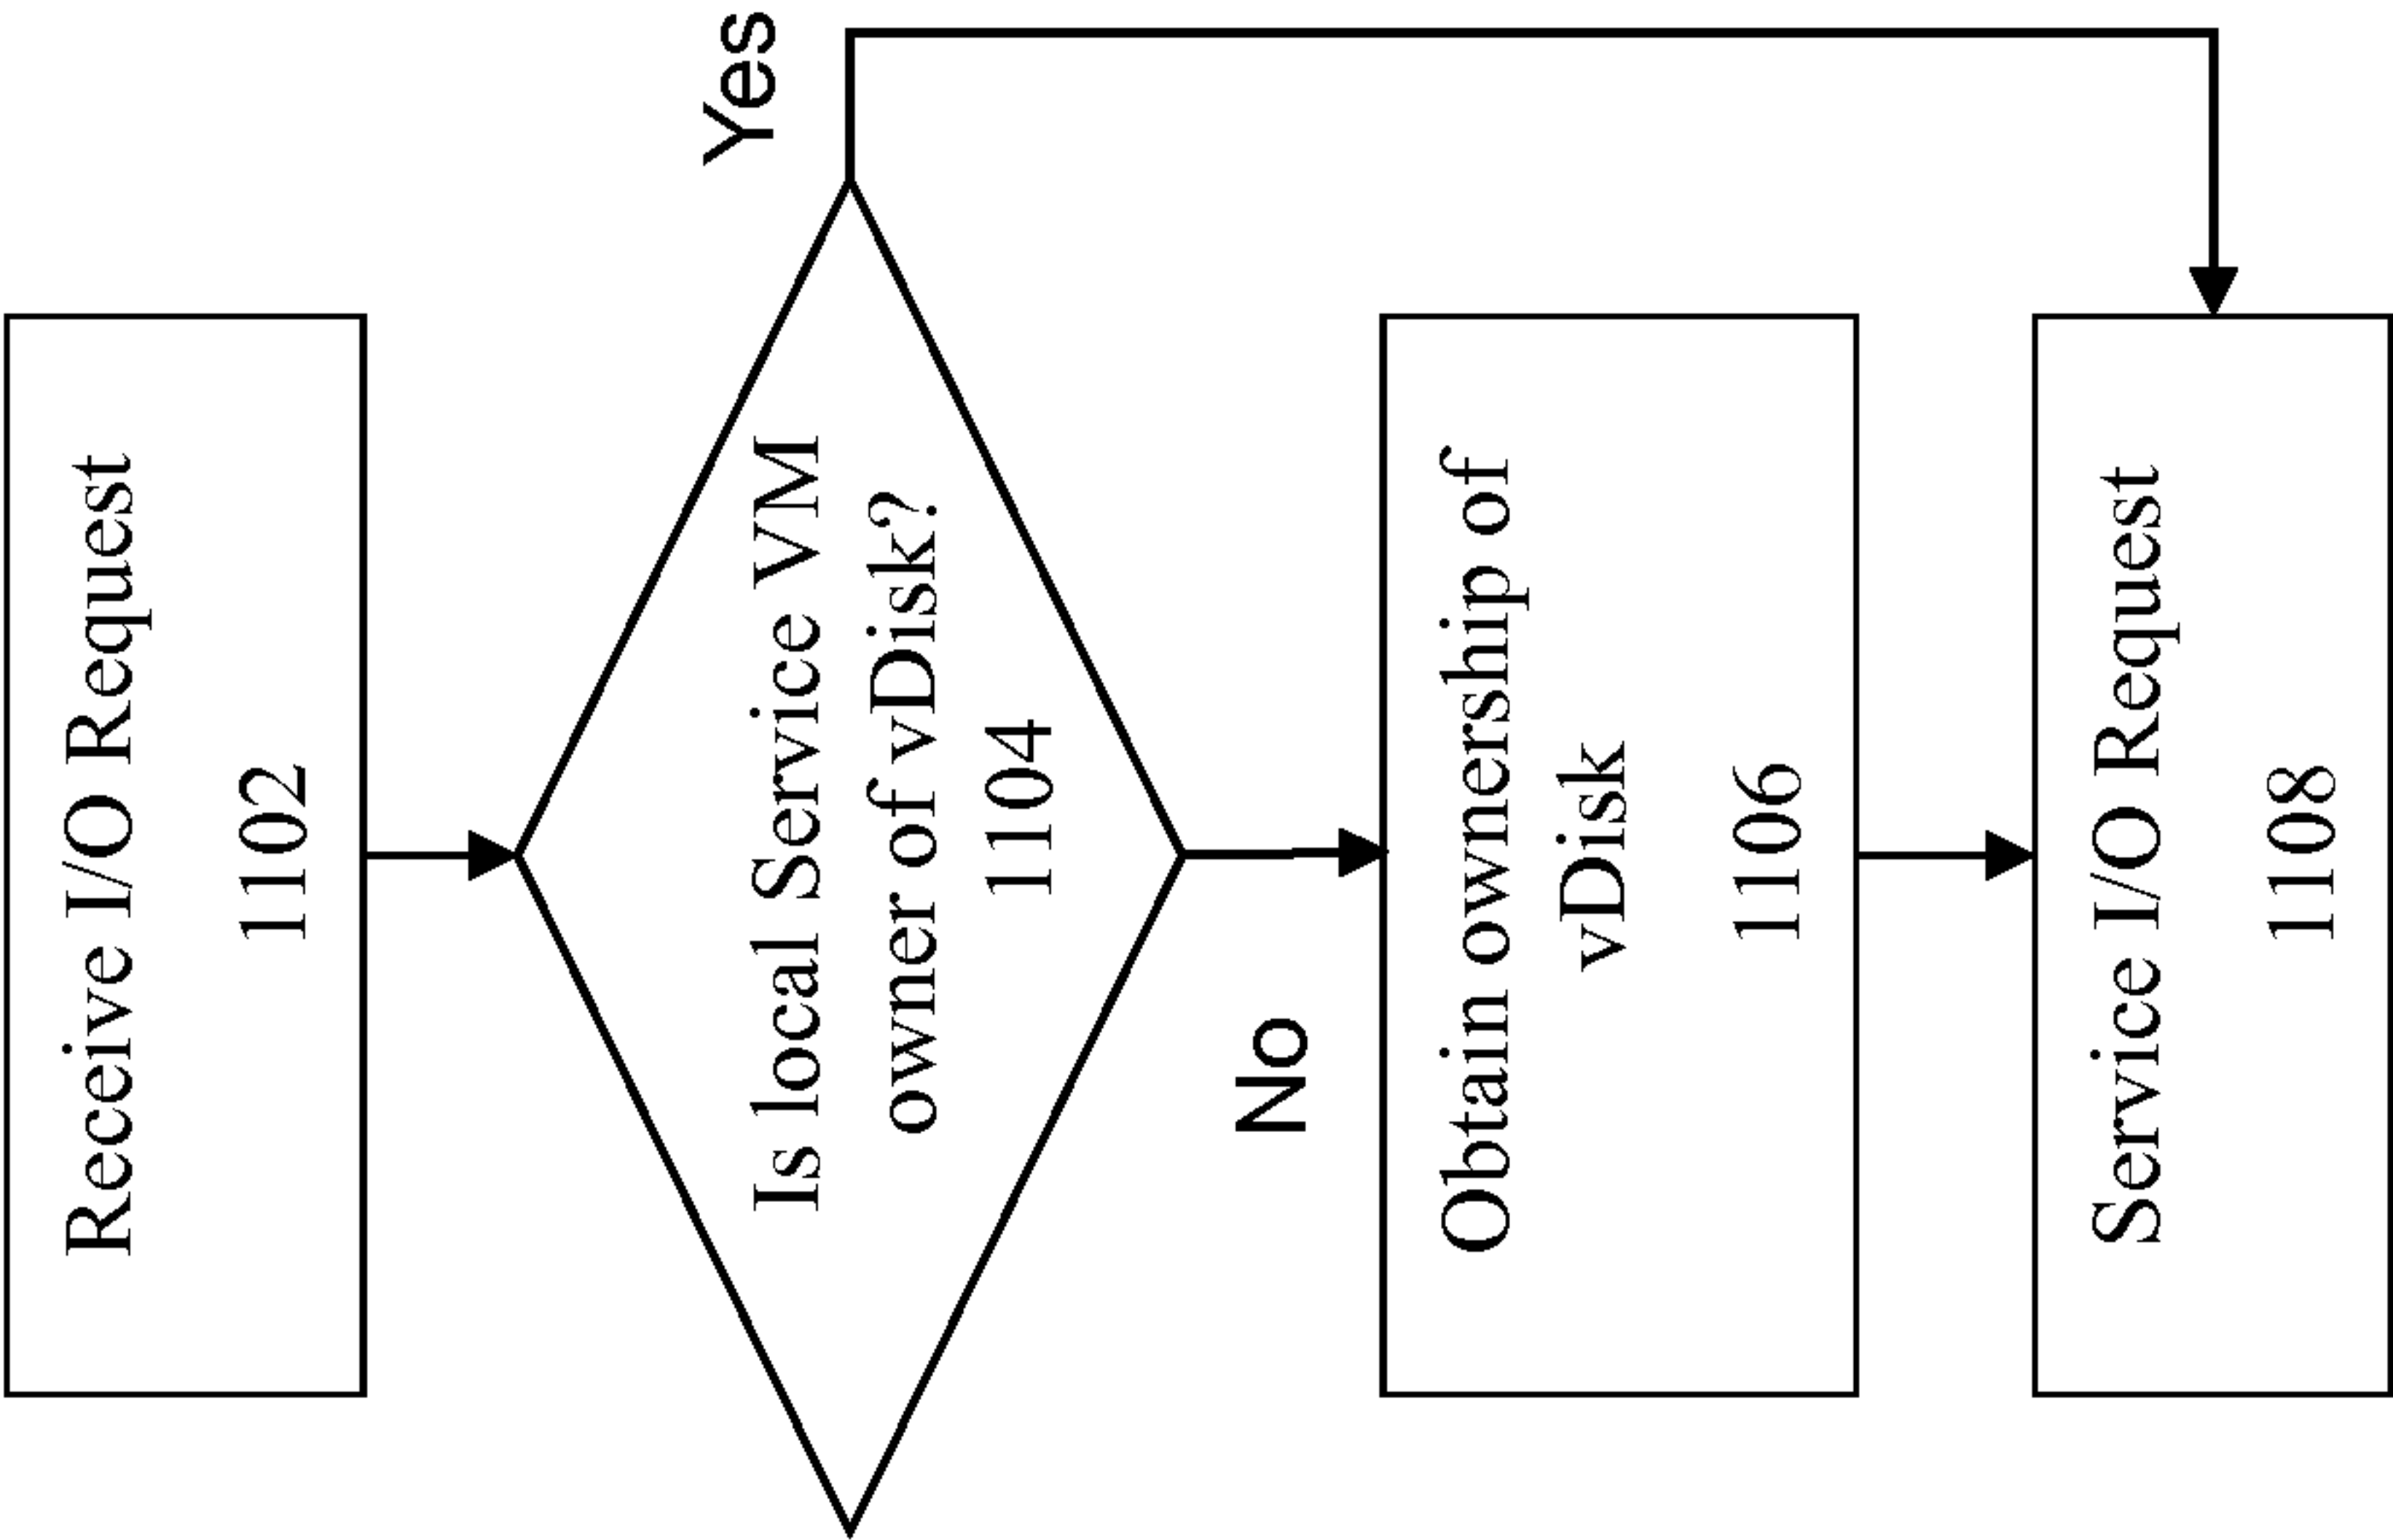 Receive I/O Request
1102
Is local Service VM
owner of vDisk?
1104
Yes
No
Obtain ownership of
vDisk
1106
Service I/O Request
1108